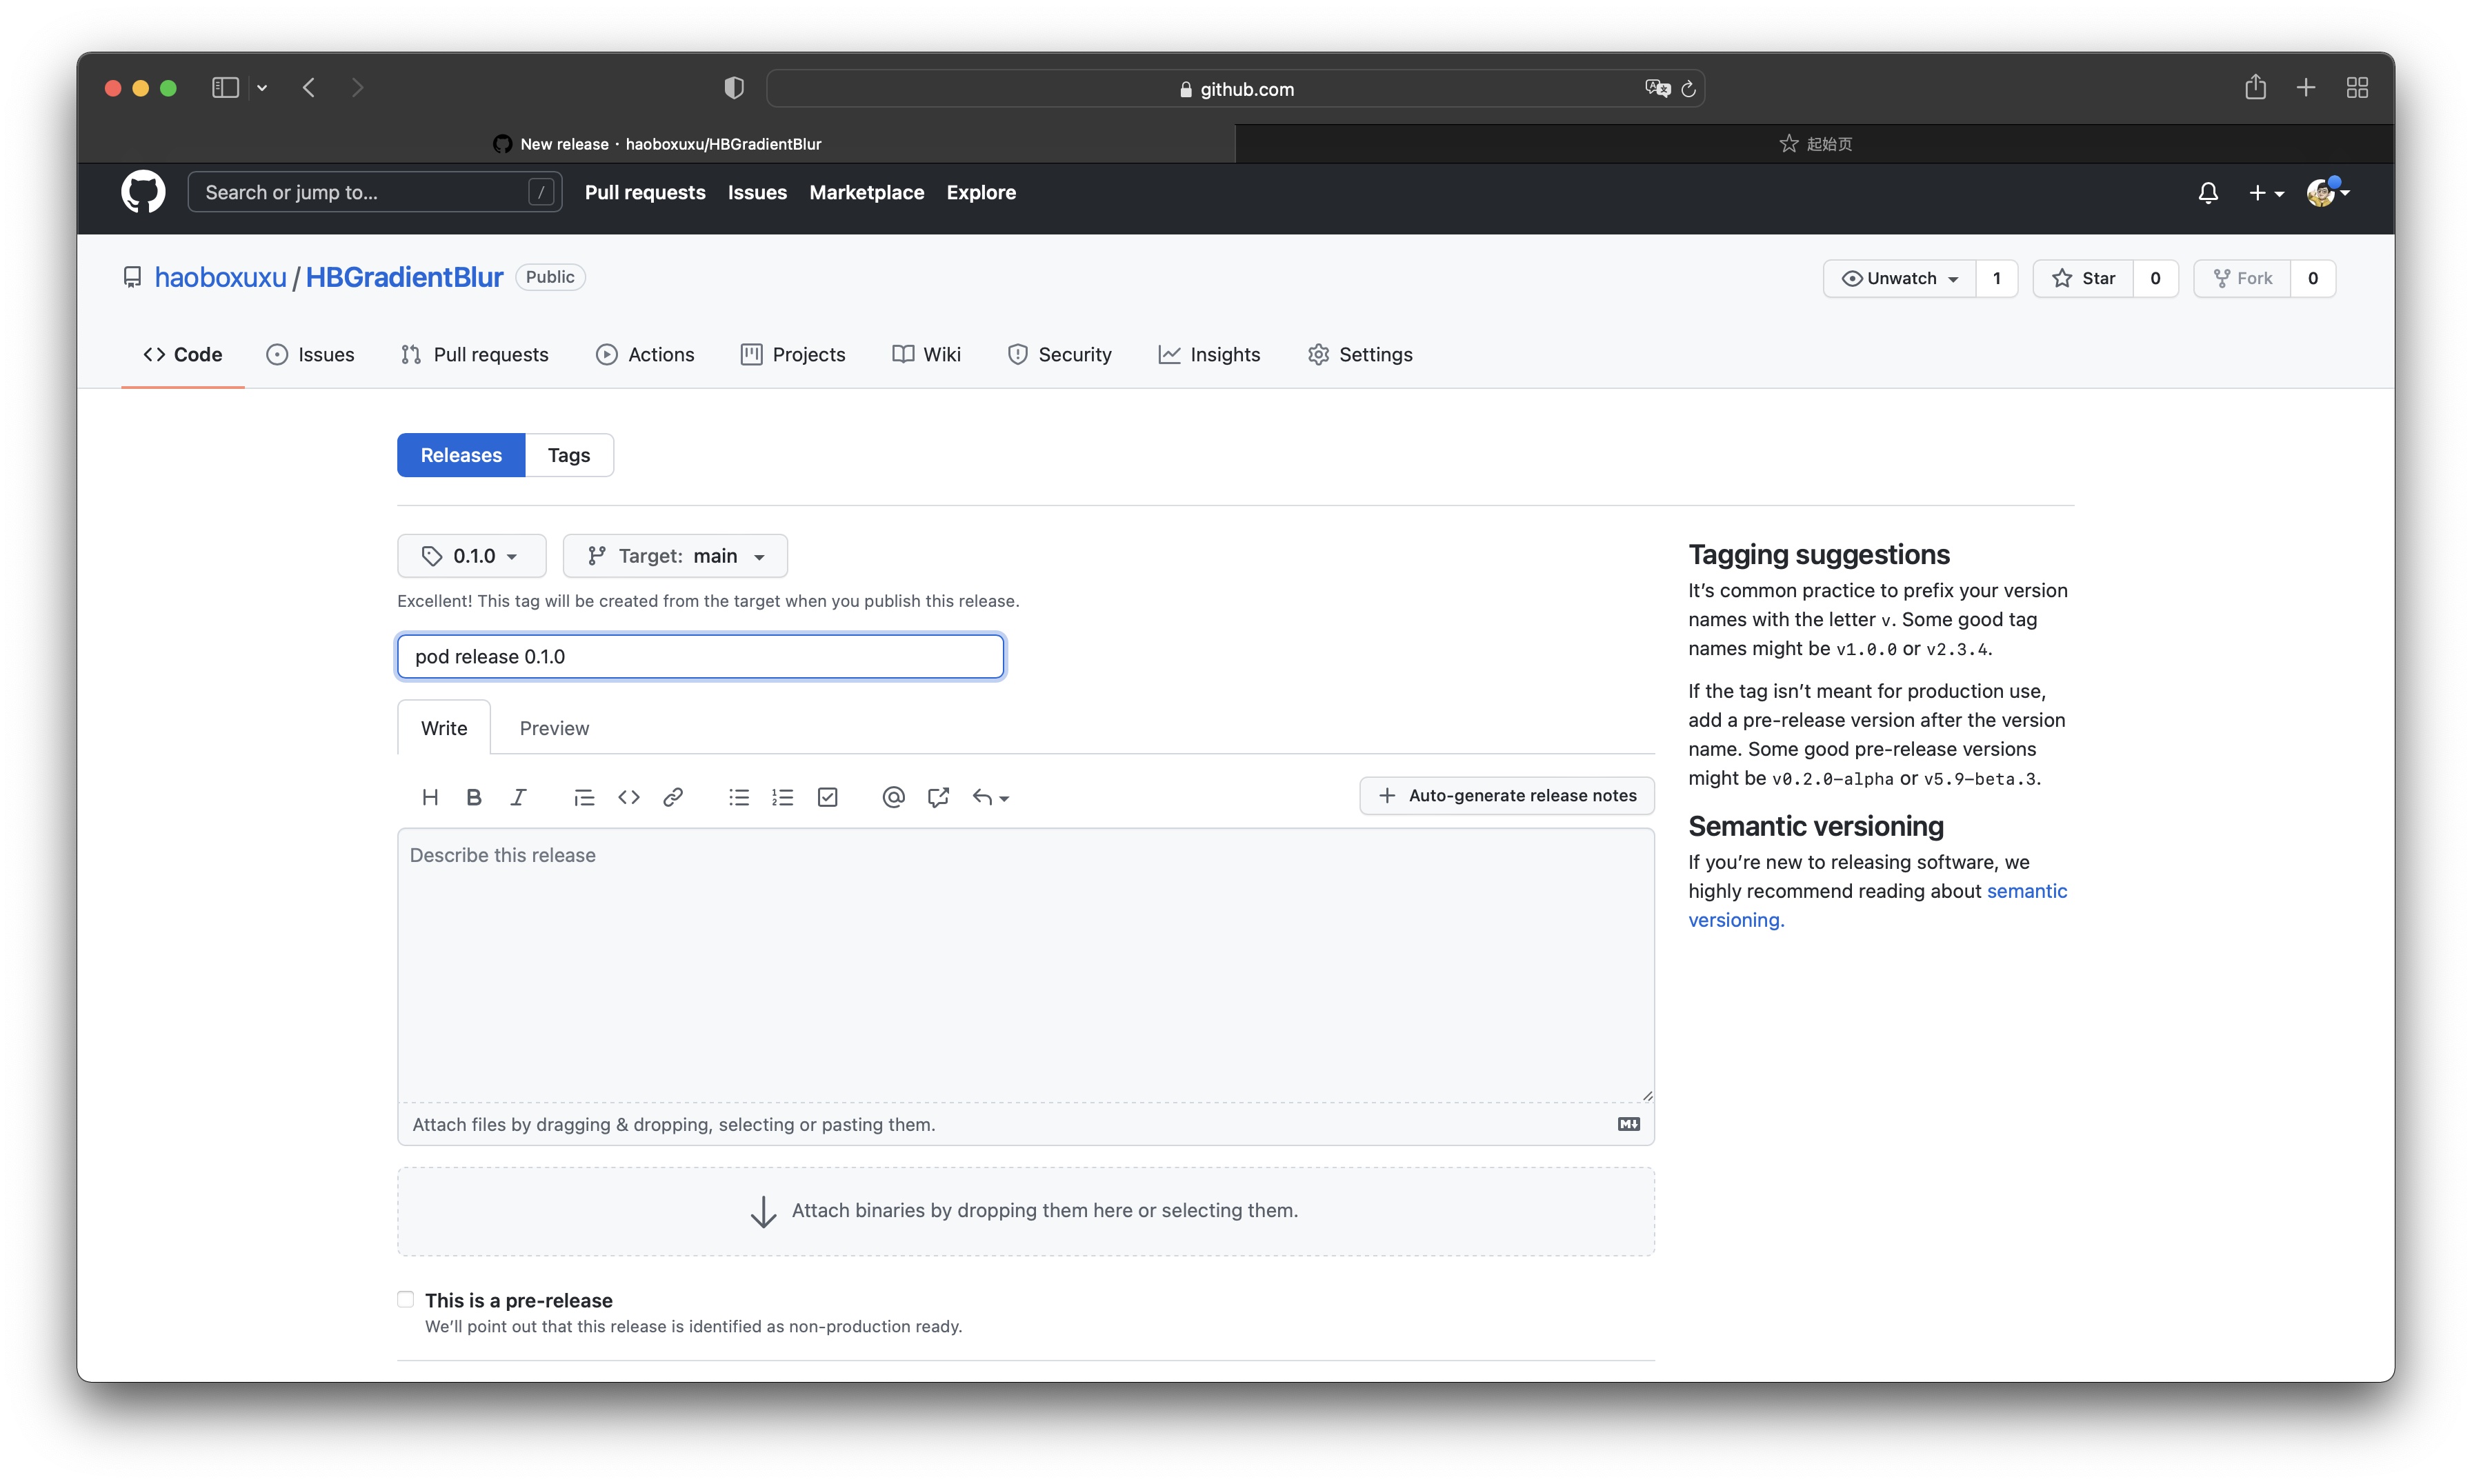 github.com
New release · haoboxuxu/HBGradientBlur
起始页
Search or jump to...
/
Pull requests
Issues
Marketplace
Explore
haoboxuxu / HBGradientBlur
Public
Unwatch
1
Star
0
Fork
0
Code
Issues
Pull requests
Actions
Projects
Wiki
Security
Insights
Settings
Releases
Tags
0.1.0
Target: main
Excellent! This tag will be created from the target when you publish this release.
pod release 0.1.0
Write
Preview
Auto-generate release notes
Describe this release
Attach files by dragging & dropping, selecting or pasting them.
Attach binaries by dropping them here or selecting them.
This is a pre-release
We’ll point out that this release is identified as non-production ready.
Tagging suggestions
It’s common practice to prefix your version
names with the letter v. Some good tag
names might be v1.0.0 or v2.3.4.
If the tag isn’t meant for production use,
add a pre-release version after the version
name. Some good pre-release versions
might be v0.2.0-alpha or v5.9-beta.3.
Semantic versioning
If you’re new to releasing software, we
highly recommend reading about semantic
versioning.